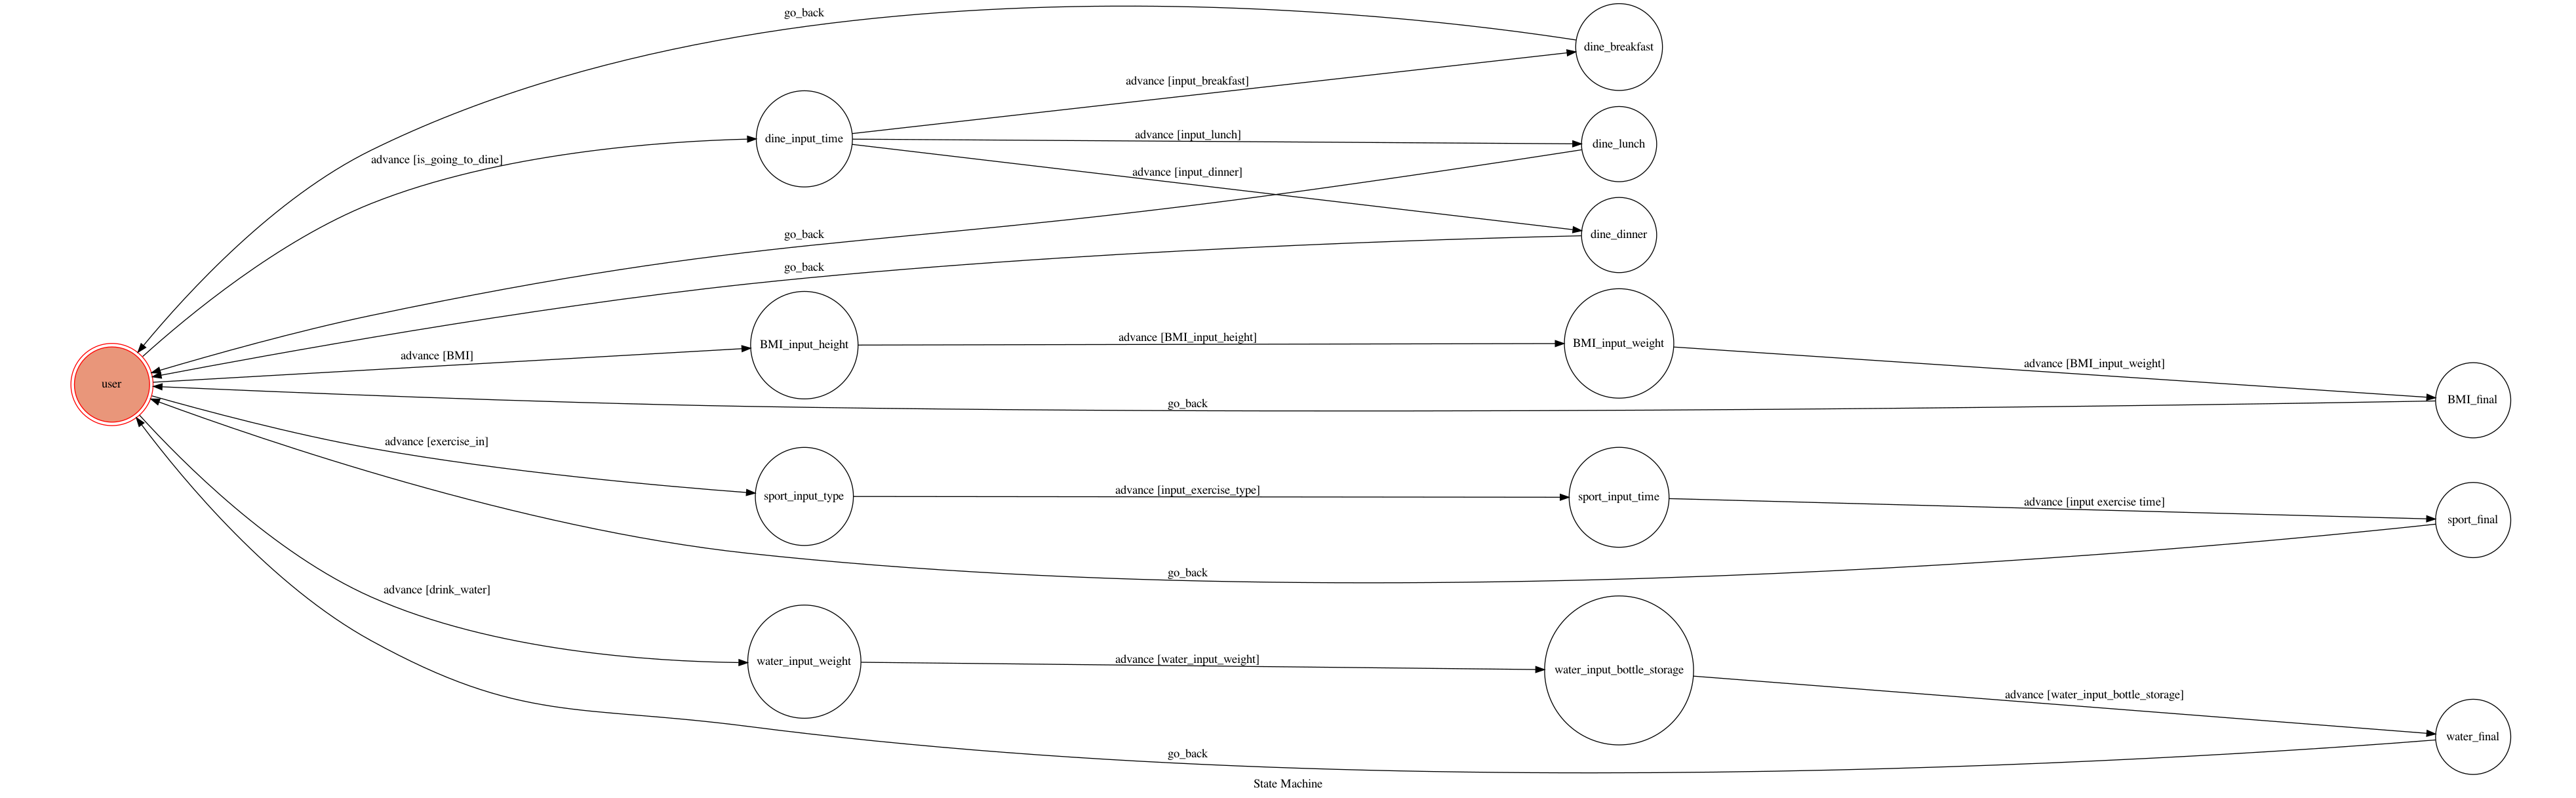 go_back
dine_breakfast
advance [input_breakfast]
dine_input_time
advance [input_lunch]
dine_lunch
advance [is_going_to_dine]
advance [input_dinner]
go_back
dine_dinner
go_back
BMI_input_height
advance [BMI_input_height]
BMI_input_weight
advance [BMI]
advance [BMI_input_weight]
user
go_back
BMI_final
advance [exercise_in]
sport_input_type
advance [input_exercise_type]
sport_input_time
advance [input exercise time]
sport_final
go_back
advance [drink_water]
water_input_weight
advance [water_input_weight]
water_input_bottle_storage
advance [water_input_bottle_storage]
water_final
go_back
State Machine